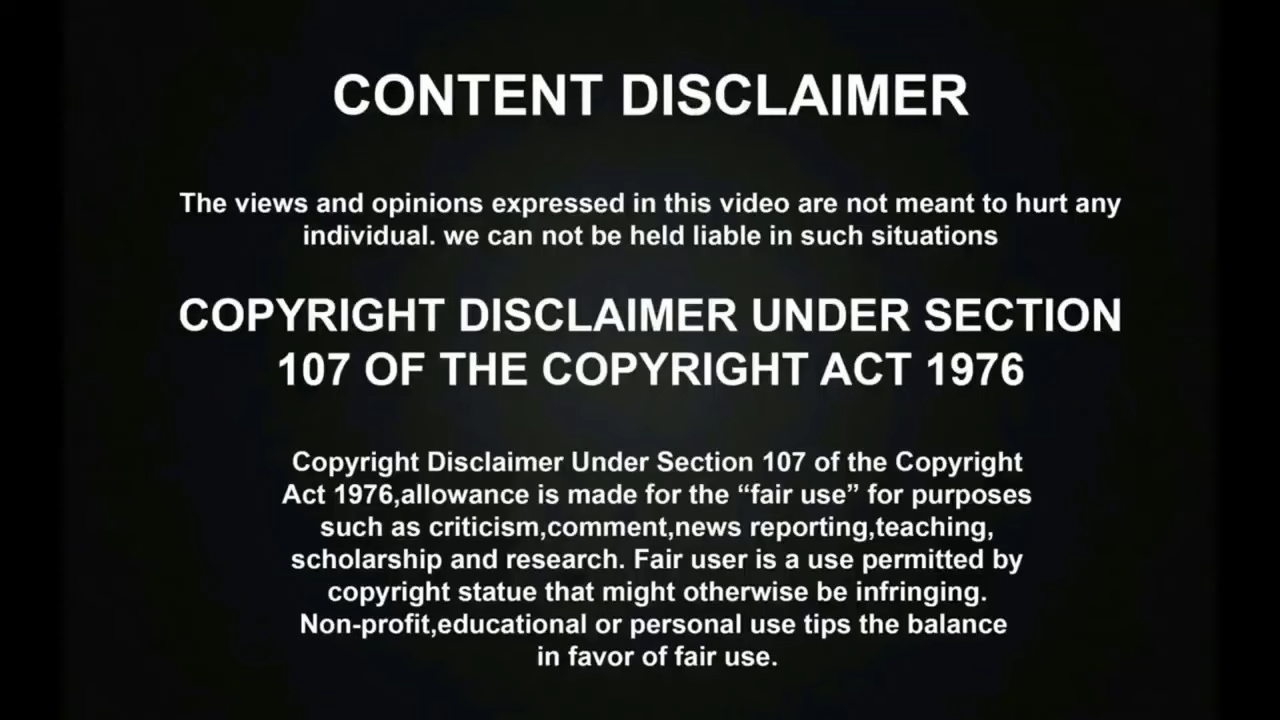 CONTENT DISCLAIMER
The views and opinions expressed in this video are not meant to hurt any
individual. we can not be held liable in such situations
COPYRIGHT DISCLAIMER UNDER SECTION
107 OF THE COPYRIGHT ACT 1976
Copyright Disclaimer Under Section 107 of the Copyright
Act 1976,allowance is made for the “fair use” for purposes
such as criticism,comment,news reporting,teaching,
scholarship and research. Fair user is a use permitted by
copyright statue that might otherwise be infringing.
Non-profit,educational or personal use tips the balance
in favor of fair use.